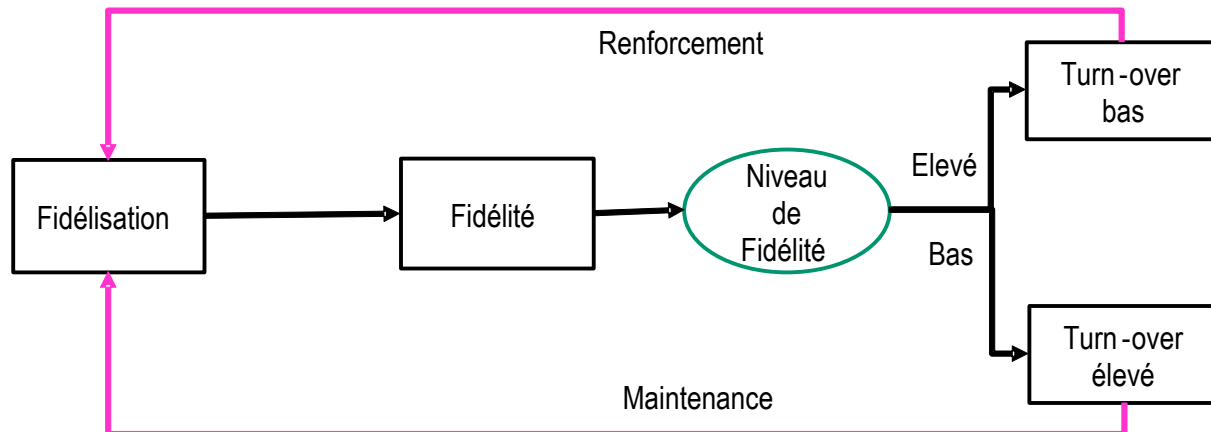 Renforcement
Turn-over
bas
Elevé
Fidélisation
Fidélité
Niveau
de
Fidélité
Bas
Turn-over
élevé
Maintenance